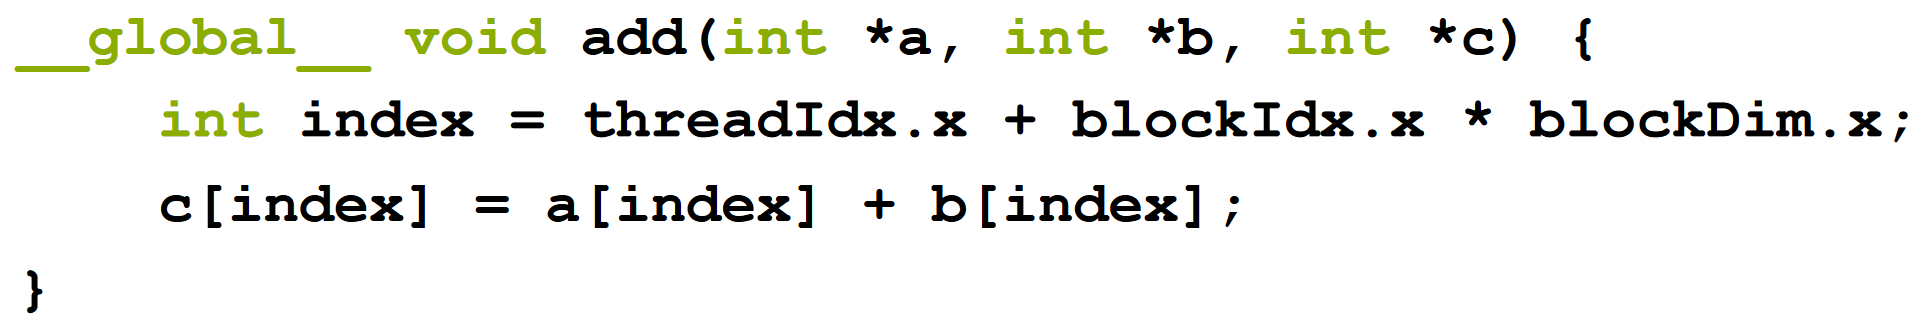 __global__ void add(int *a, int *b, int *c) {
int index = threadIdx.x + blockIdx.x * blockDim.x;
c[index] = a[index] + b[index];
}